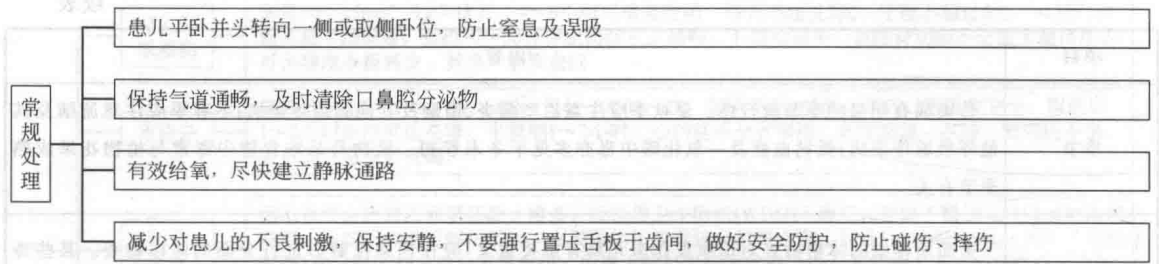 常规处理
患儿平卧并头转向一侧或取侧卧位，防止窒息及误吸
保持气道通畅，及时清除口鼻腔分泌物
有效给氧，尽快建立静脉通路
减少对患儿的不良刺激，保持安静，不要强行置压舌板于齿间，做好安全防护，防止碰伤、摔伤